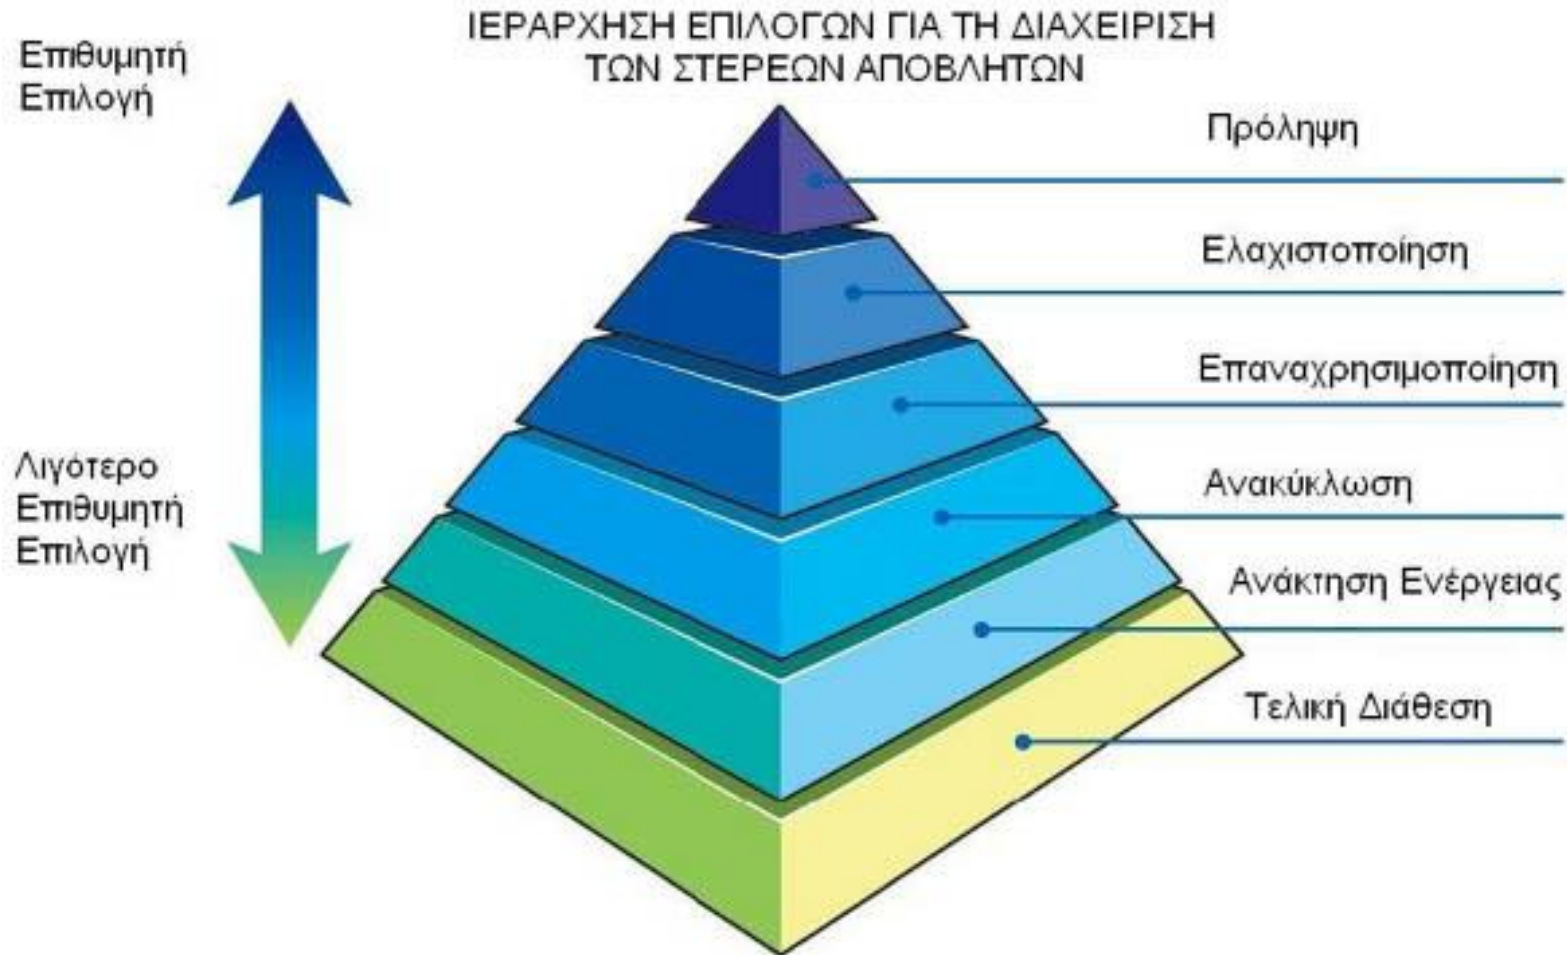 ΙΕΡΑΡΧΗΣΗ ΕΠΙΛΟΓΩΝ ΓΙΑ ΤΗ ΔΙΑΧΕΙΡΙΣΗ
ΤΩΝ ΣΤΕΡΕΩΝ ΑΠΟΒΛΗΤΩΝ
Επιθυμητή
Επιλογή
Λιγότερο
Επιθυμητή
Επιλογή
Πρόληψη
Ελαχιστοποίηση
Επαναχρησιμοποίηση
Ανακύκλωση
Ανάκτηση Ενέργειας
Τελική Διάθεση